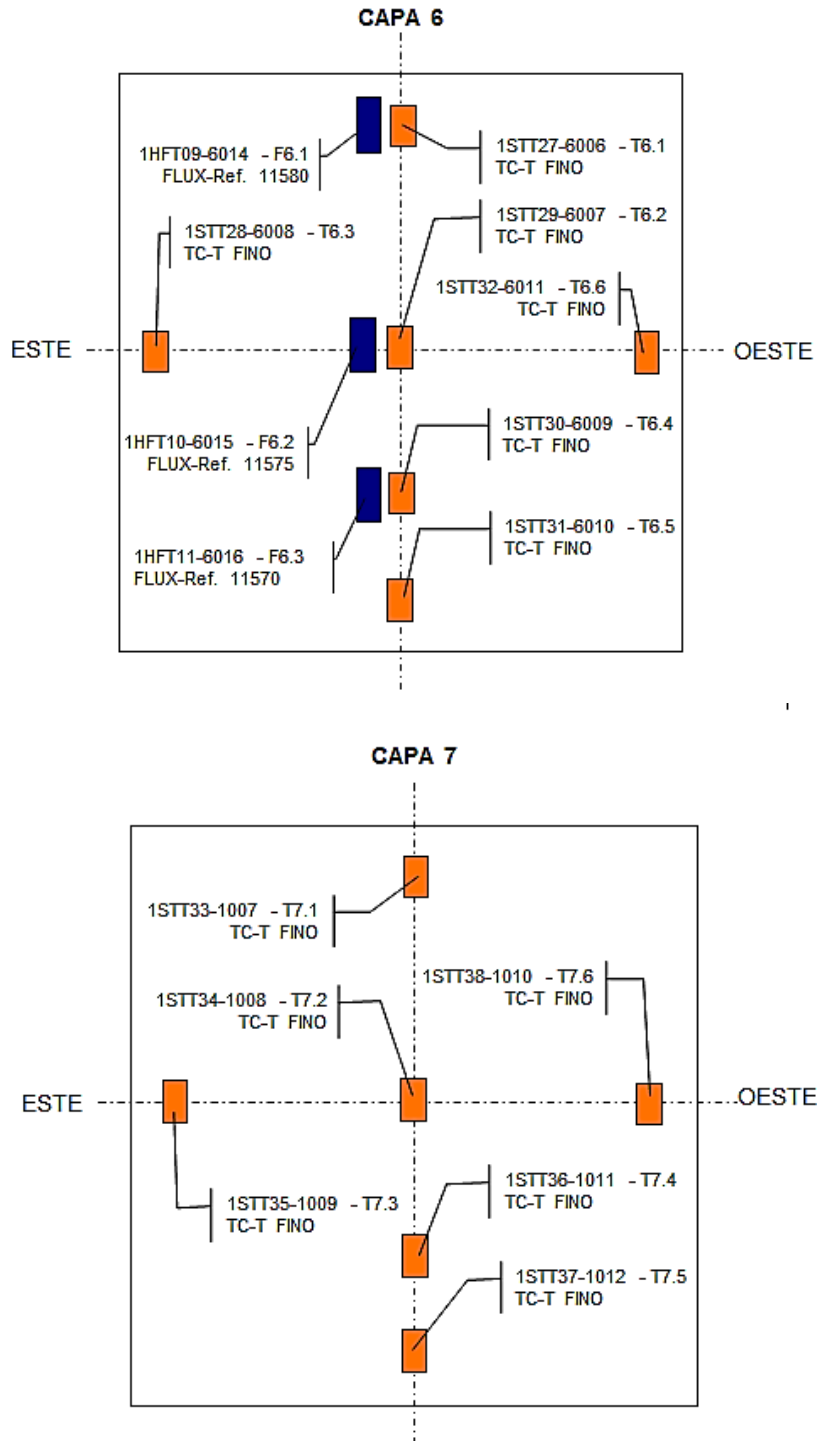 CAPA 6
1HFT09-6014 - F6.1
FLUX-Ref. 11580
1STT27-6006 - T6.1
TC-T FINO
1STT28-6008 - T6.3
TC-T FINO
1STT29-6007 - T6.2
TC-T FINO
1STT32-6011 - T6.6
TC-T FINO
ESTE
OESTE
1HFT10-6015 - F6.2
FLUX-Ref. 11575
1STT30-6009 - T6.4
TC-T FINO
1HFT11-6016 - F6.3
FLUX-Ref. 11570
1STT31-6010 - T6.5
TC-T FINO
CAPA 7
1STT33-1007 - T7.1
TC-T FINO
1STT34-1008 - T7.2
TC-T FINO
1STT38-1010 - T7.6
TC-T FINO
ESTE
OESTE
1STT35-1009 - T7.3
TC-T FINO
1STT36-1011 - T7.4
TC-T FINO
1STT37-1012 - T7.5
TC-T FINO